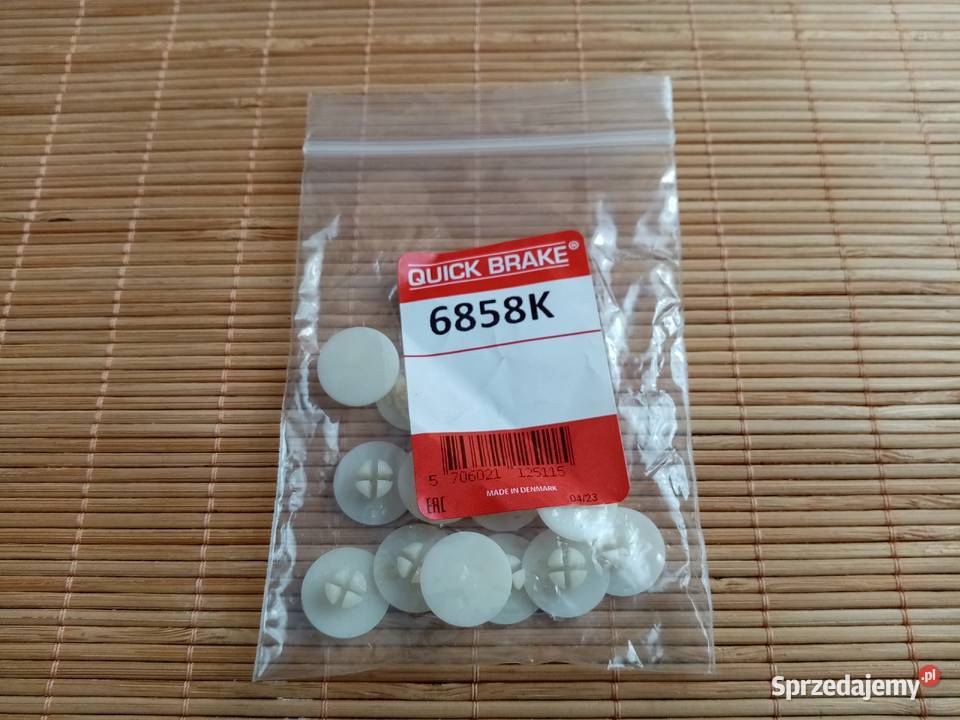 QUICK BRAKE®
6858K
5 706021 125115
MADE IN DENMARK
EAC 04/23
Sprzedajemy.pl